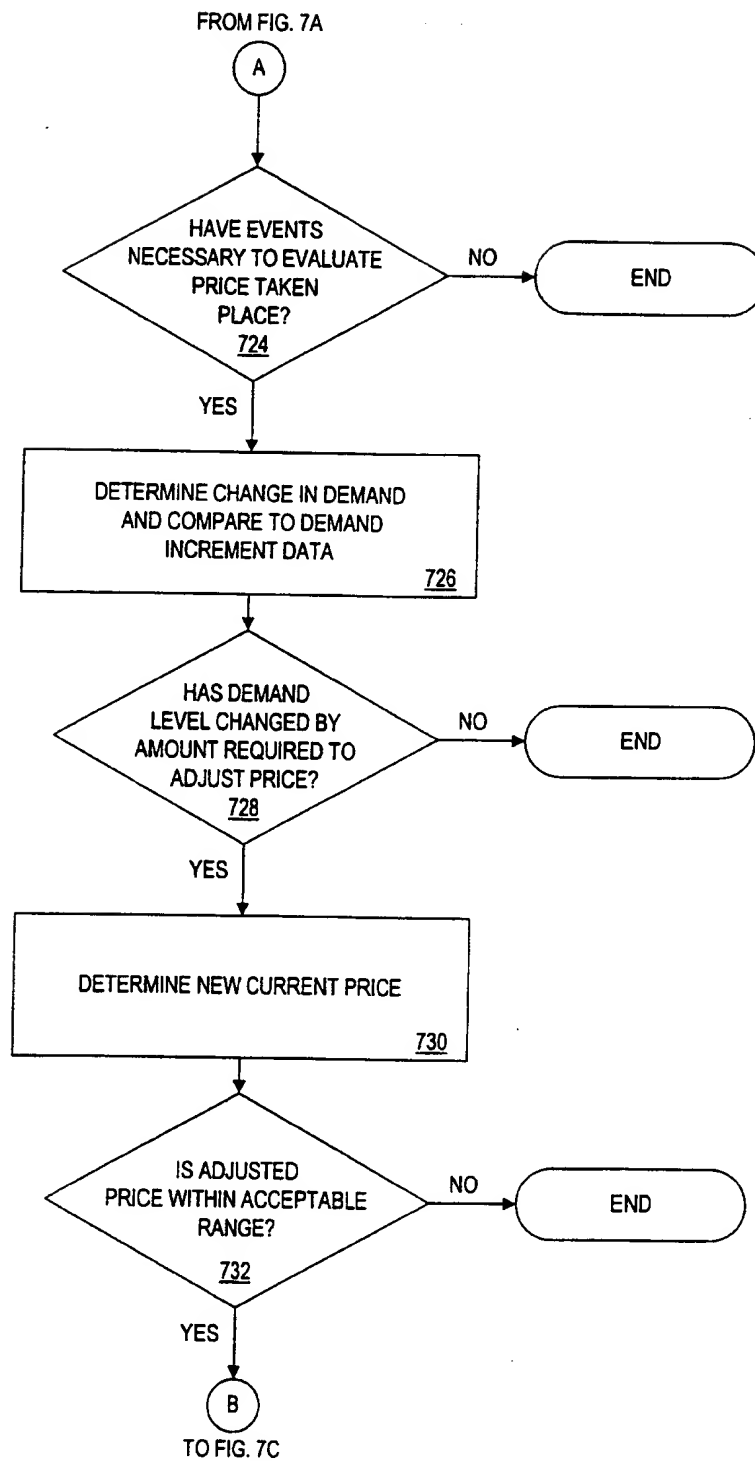 FROM FIG. 7A
A
HAVE EVENTS
NECESSARY TO EVALUATE
PRICE TAKEN
PLACE?
724
NO
END
YES
DETERMINE CHANGE IN DEMAND
AND COMPARE TO DEMAND
INCREMENT DATA
726
HAS DEMAND
LEVEL CHANGED BY
AMOUNT REQUIRED TO
ADJUST PRICE?
728
NO
END
YES
DETERMINE NEW CURRENT PRICE
730
IS ADJUSTED
PRICE WITHIN ACCEPTABLE
RANGE?
732
NO
END
YES
B
TO FIG. 7C